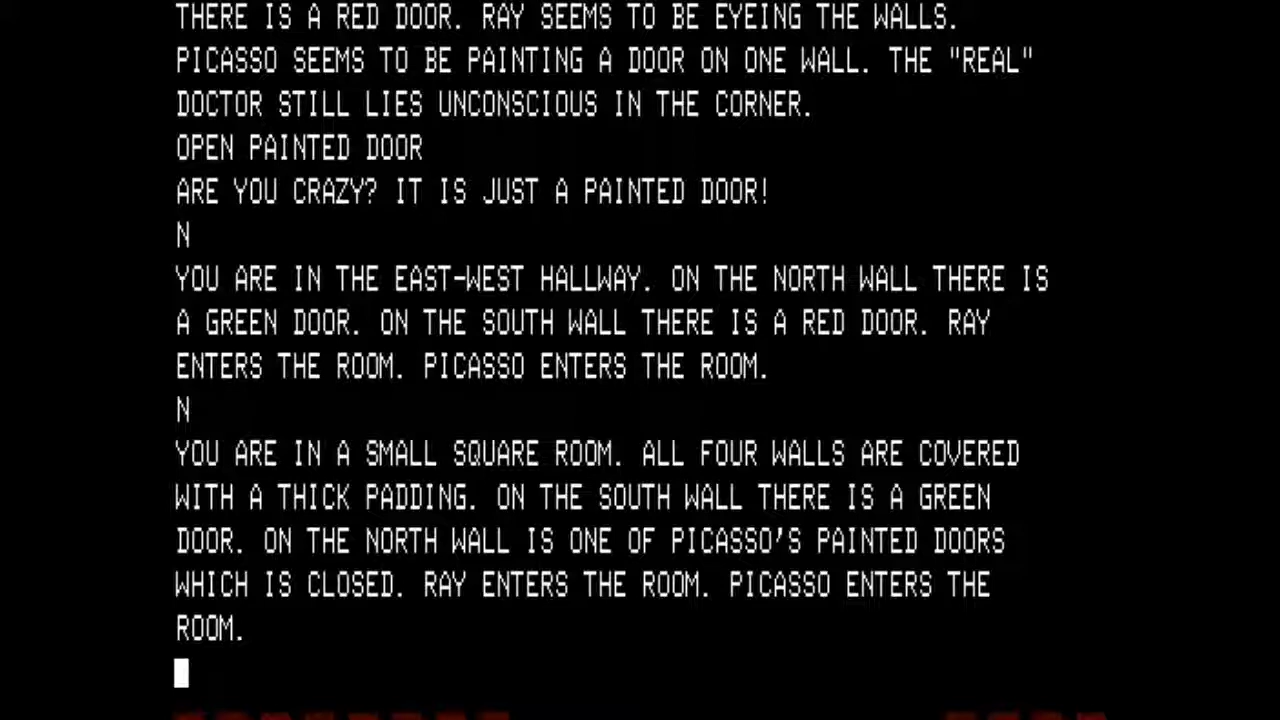 THERE IS A RED DOOR. RAY SEEMS TO BE EYEING THE WALLS.
PICASSO SEEMS TO BE PAINTING A DOOR ON ONE WALL. THE "REAL"
DOCTOR STILL LIES UNCONSCIOUS IN THE CORNER.
OPEN PAINTED DOOR
ARE YOU CRAZY? IT IS JUST A PAINTED DOOR!
N
YOU ARE IN THE EAST-WEST HALLWAY. ON THE NORTH WALL THERE IS
A GREEN DOOR. ON THE SOUTH WALL THERE IS A RED DOOR. RAY
ENTERS THE ROOM. PICASSO ENTERS THE ROOM.
N
YOU ARE IN A SMALL SQUARE ROOM. ALL FOUR WALLS ARE COVERED
WITH A THICK PADDING. ON THE SOUTH WALL THERE IS A GREEN
DOOR. ON THE NORTH WALL IS ONE OF PICASSO'S PAINTED DOORS
WHICH IS CLOSED. RAY ENTERS THE ROOM. PICASSO ENTERS THE
ROOM.